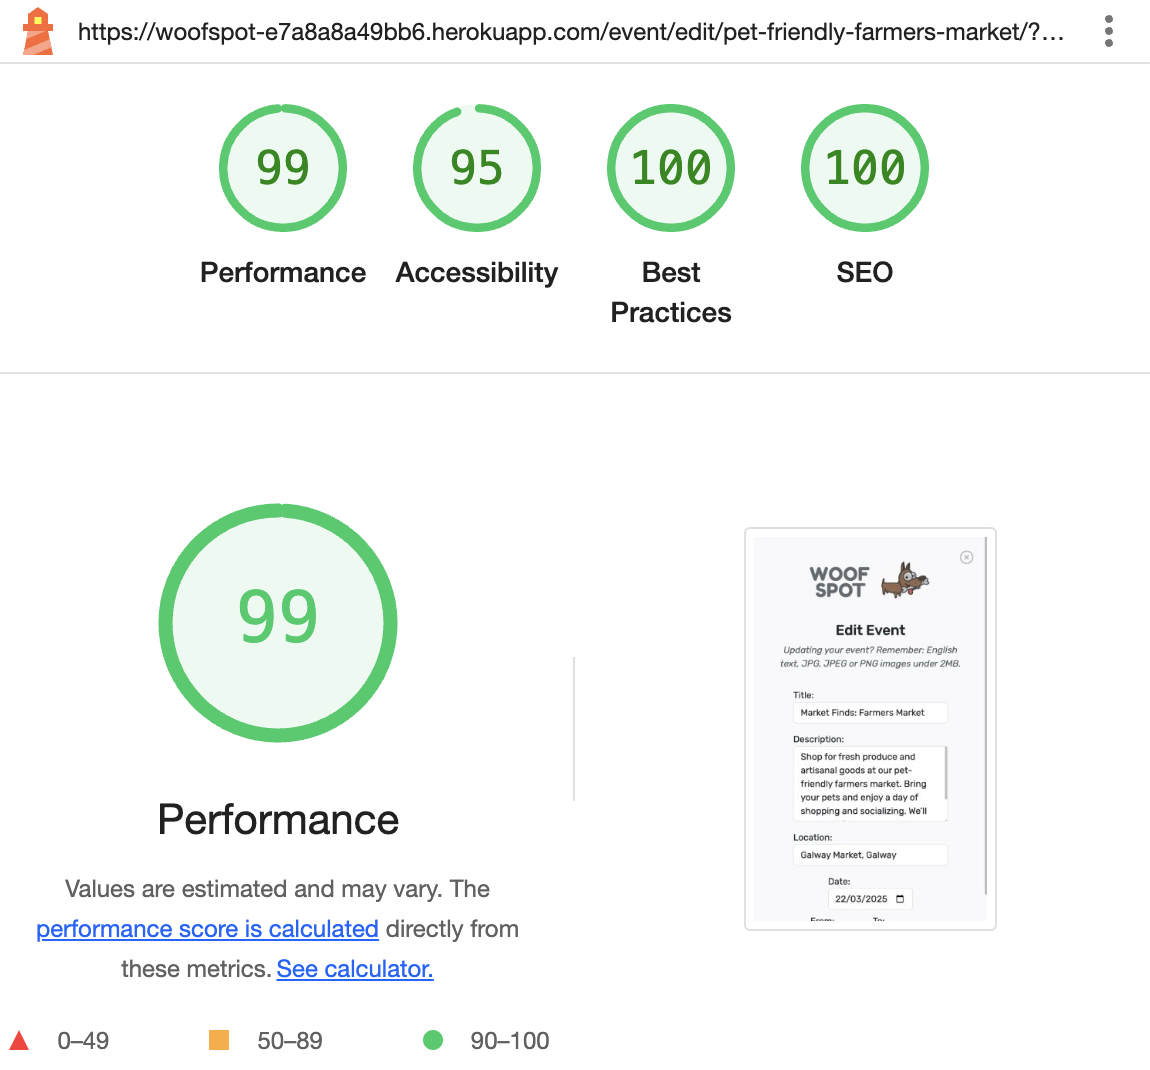 https://woofspot-e7a8a8a49bb6.herokuapp.com/event/edit/pet-friendly-farmers-market/?...
99
95
100
100
Performance
Accessibility
Best
Practices
SEO
99
Performance
Values are estimated and may vary. The
performance score is calculated directly from
these metrics. See calculator.
0–49
50–89
90–100
WOOF
SPOT
Edit Event
Updating your event? Remember: English
text, JPG, JPEG or PNG images under 2MB.
Title:
Market Finds: Farmers Market
Description:
Shop for fresh produce and
artisanal goods at our pet-
friendly farmers market. Bring
your pets and enjoy a day of
shopping and socializing. We'll
Location:
Galway Market, Galway
Date:
22/03/2025
From: To: